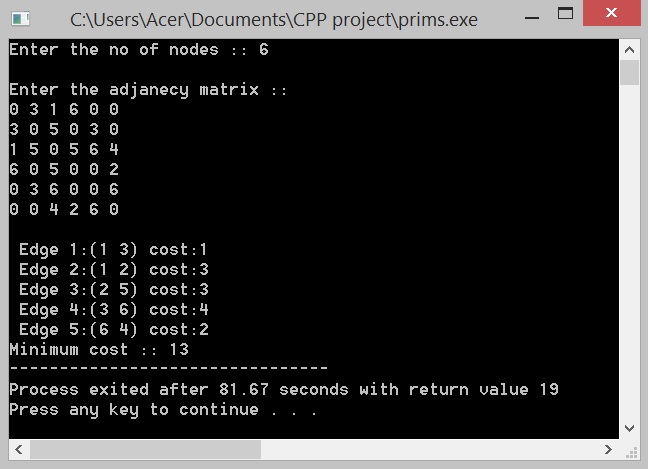 C:\Users\Acer\Documents\CPP project\prims.exe
Enter the no of nodes :: 6
Enter the adjanecy matrix ::
0 3 1 6 0 0
3 0 5 0 3 0
1 5 0 5 6 4
6 0 5 0 0 2
0 3 6 0 0 6
0 0 4 2 6 0
Edge 1:(1 3) cost:1
Edge 2:(1 2) cost:3
Edge 3:(2 5) cost:3
Edge 4:(3 6) cost:4
Edge 5:(6 4) cost:2
Minimum cost :: 13
--------------------------------
Process exited after 81.67 seconds with return value 19
Press any key to continue . . .